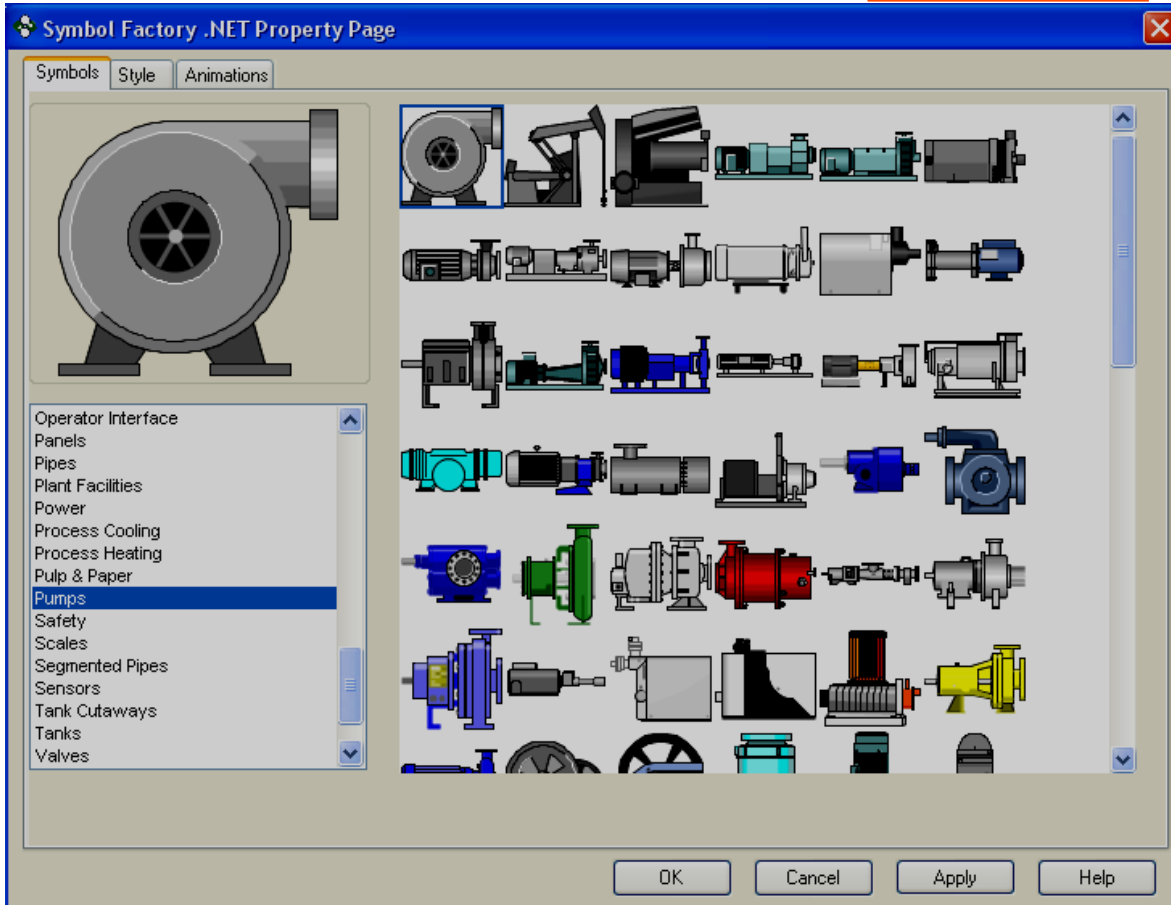 Symbol Factory .NET Property Page
Symbols Style Animations
Operator Interface
Panels
Pipes
Plant Facilities
Power
Process Cooling
Process Heating
Pulp & Paper
Pumps
Safety
Scales
Segmented Pipes
Sensors
Tank Cutaways
Tanks
Valves
OK Cancel Apply Help